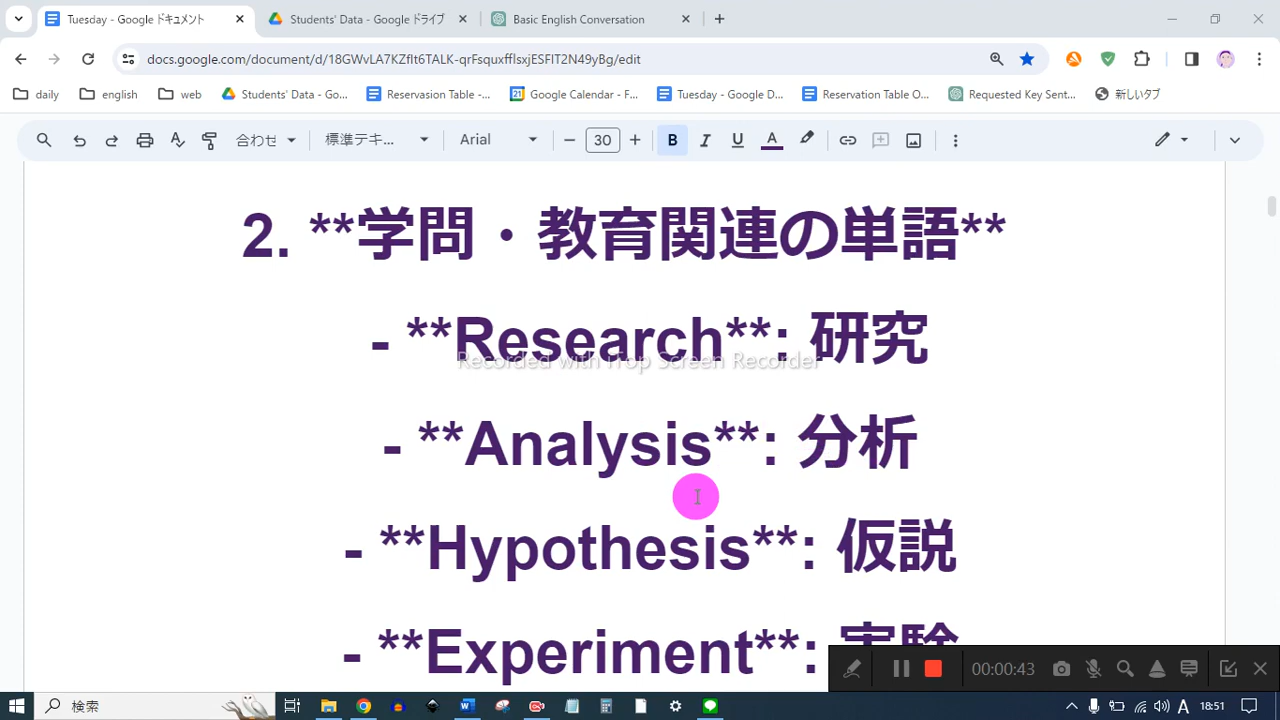 Tuesday - Google ドキュメント
Students' Data - Google ドライブ
Basic English Conversation
docs.google.com/document/d/18GWvLA7KZfIt6TALK-qrFsquxfflsxjESFIT2N49yBg/edit
daily
english
web
Students' Data - Go...
Reservasion Table -...
Google Calendar - F...
Tuesday - Google D...
Reservation Table O...
Requested Key Sent...
新しいタブ
合わせ
標準テキ...
Arial
30
B
I
U
A
2. **学問・教育関連の単語**
- **Research**: 研究
Recorded with iTop Screen Recorder
- **Analysis**: 分析
- **Hypothesis**: 仮説
- **Experiment**: 実験
00:00:43
検索
A
18:51